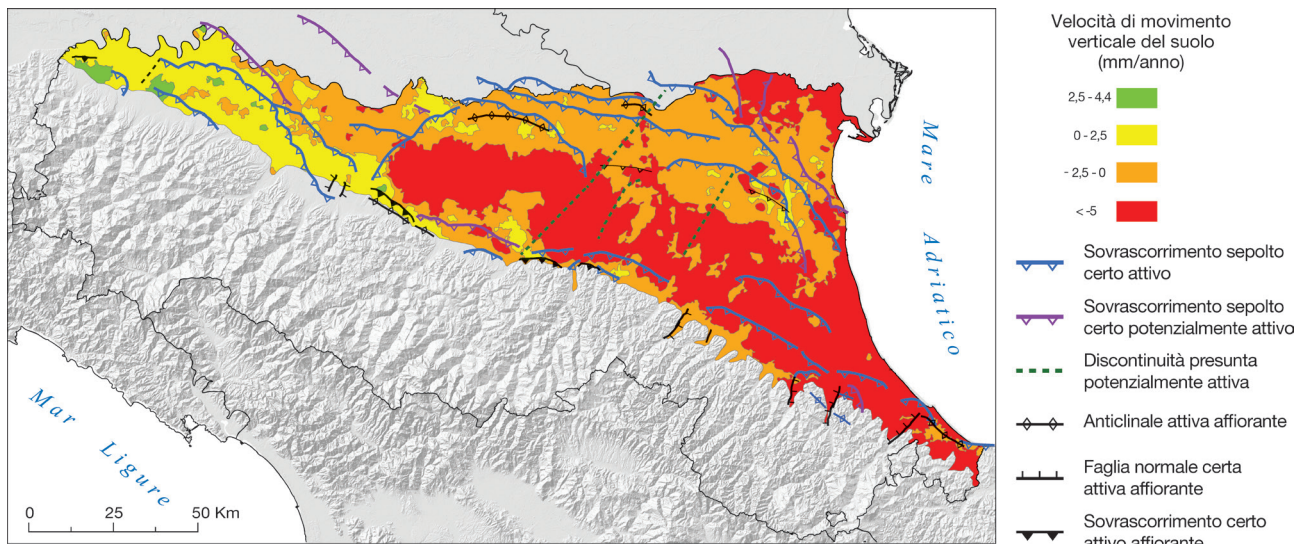 Mare
Adriatico
Mar
Ligure
0 25 50 Km
Velocità di movimento
verticale del suolo
(mm/anno)
2,5 - 4,4
0 - 2,5
- 2,5 - 0
< -5
Sovrascorrimento sepolto
certo attivo
Sovrascorrimento sepolto
certo potenzialmente attivo
Discontinuità presunta
potenzialmente attiva
Anticlinale attiva affiorante
Faglia normale certa
attiva affiorante
Sovrascorrimento certo
attivo affiorante